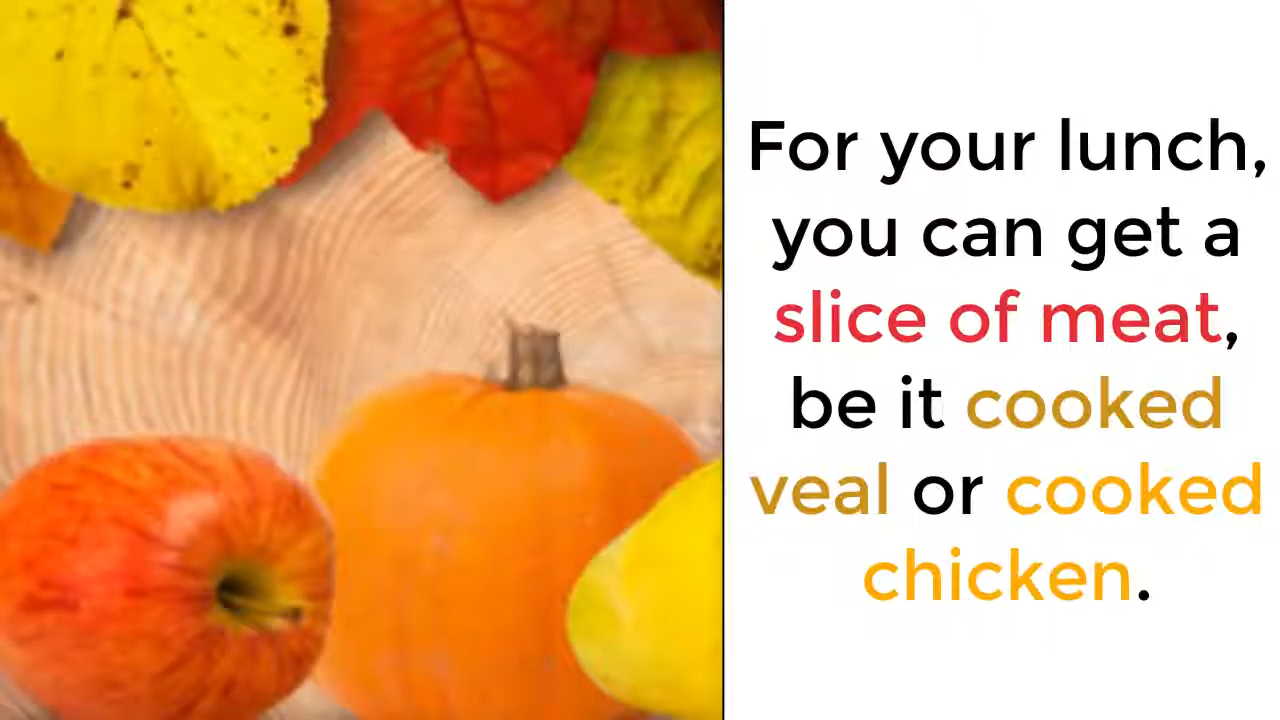 For your lunch,
you can get a
slice of meat,
be it cooked
veal or cooked
chicken.